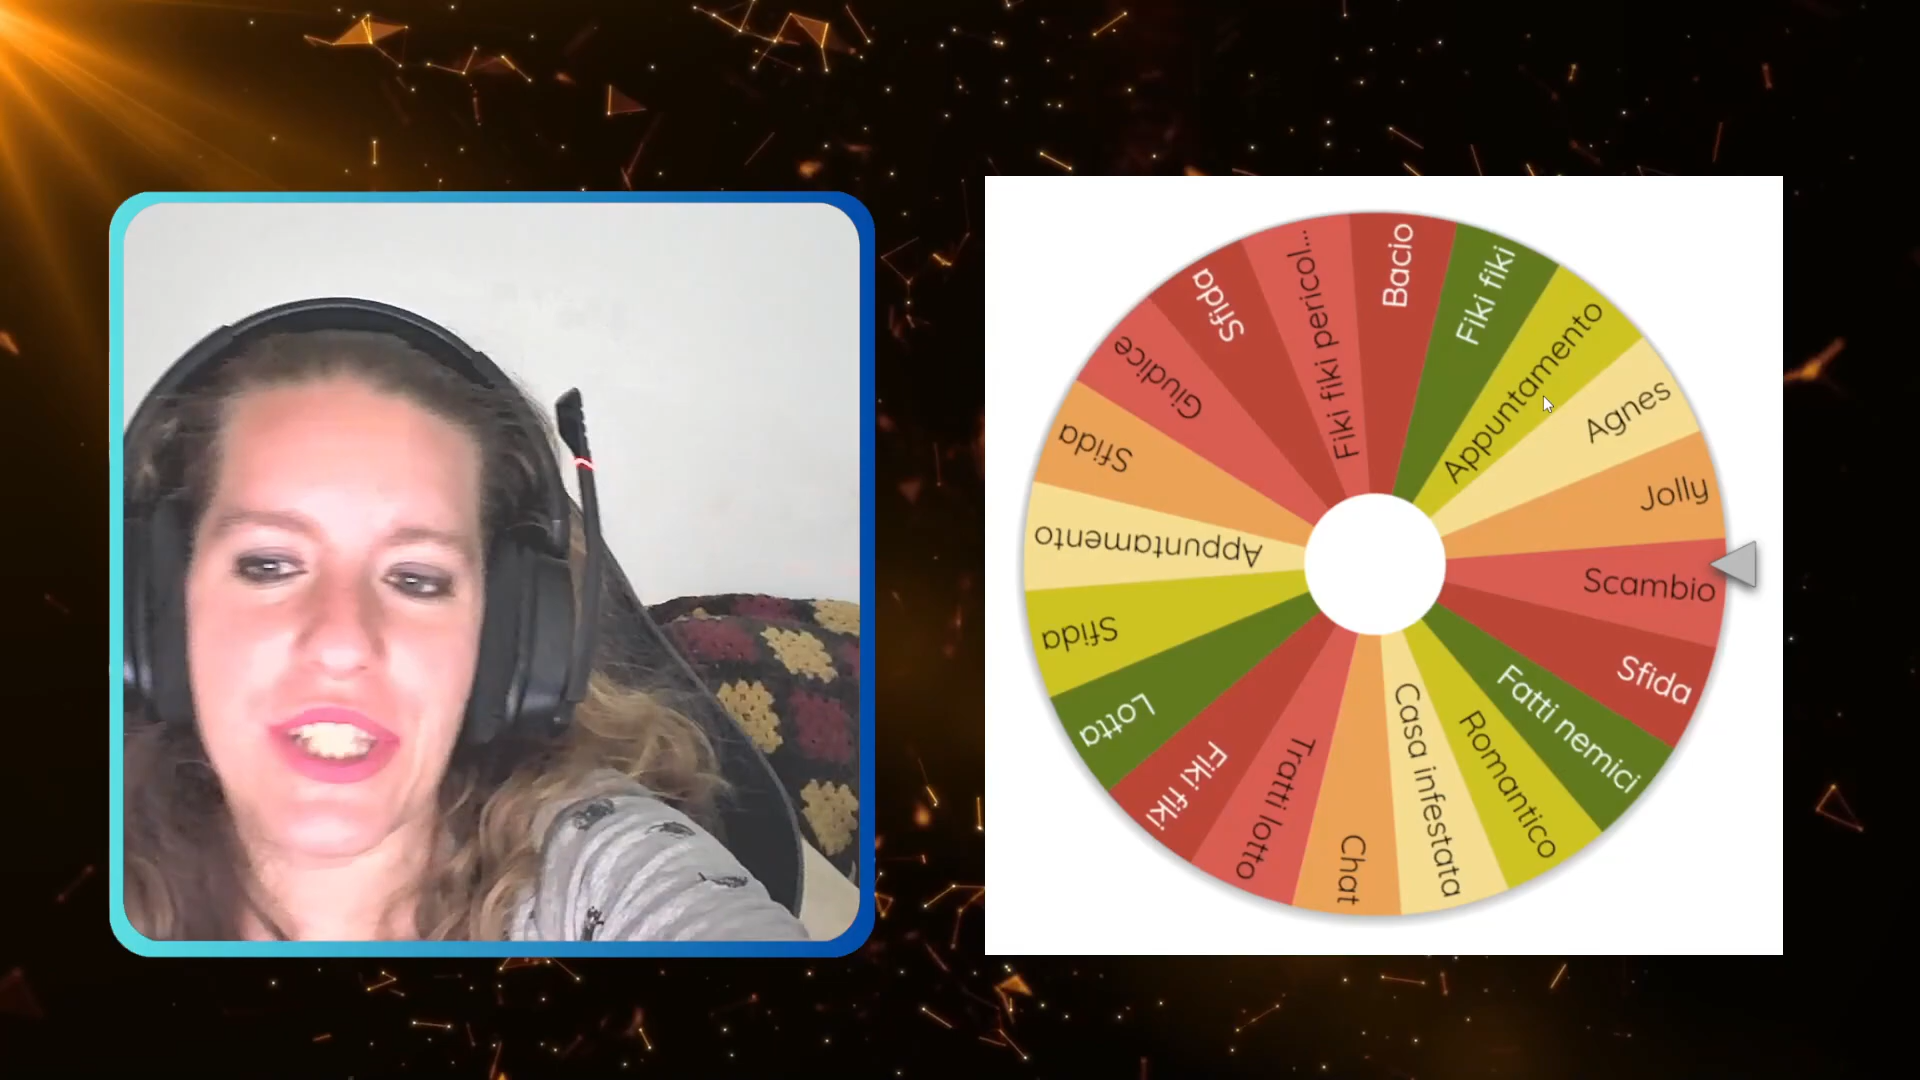 Bacio
Fiki fiki
Appuntamento
Agnes
Jolly
Scambio
Sfida
Fatti nemici
Romantico
Casa infestata
Chat
Tratti lotto
Fiki fiki
Lotta
Sfida
Appuntamento
Sfida
Giudice
Sfida
Fiki fiki pericol...